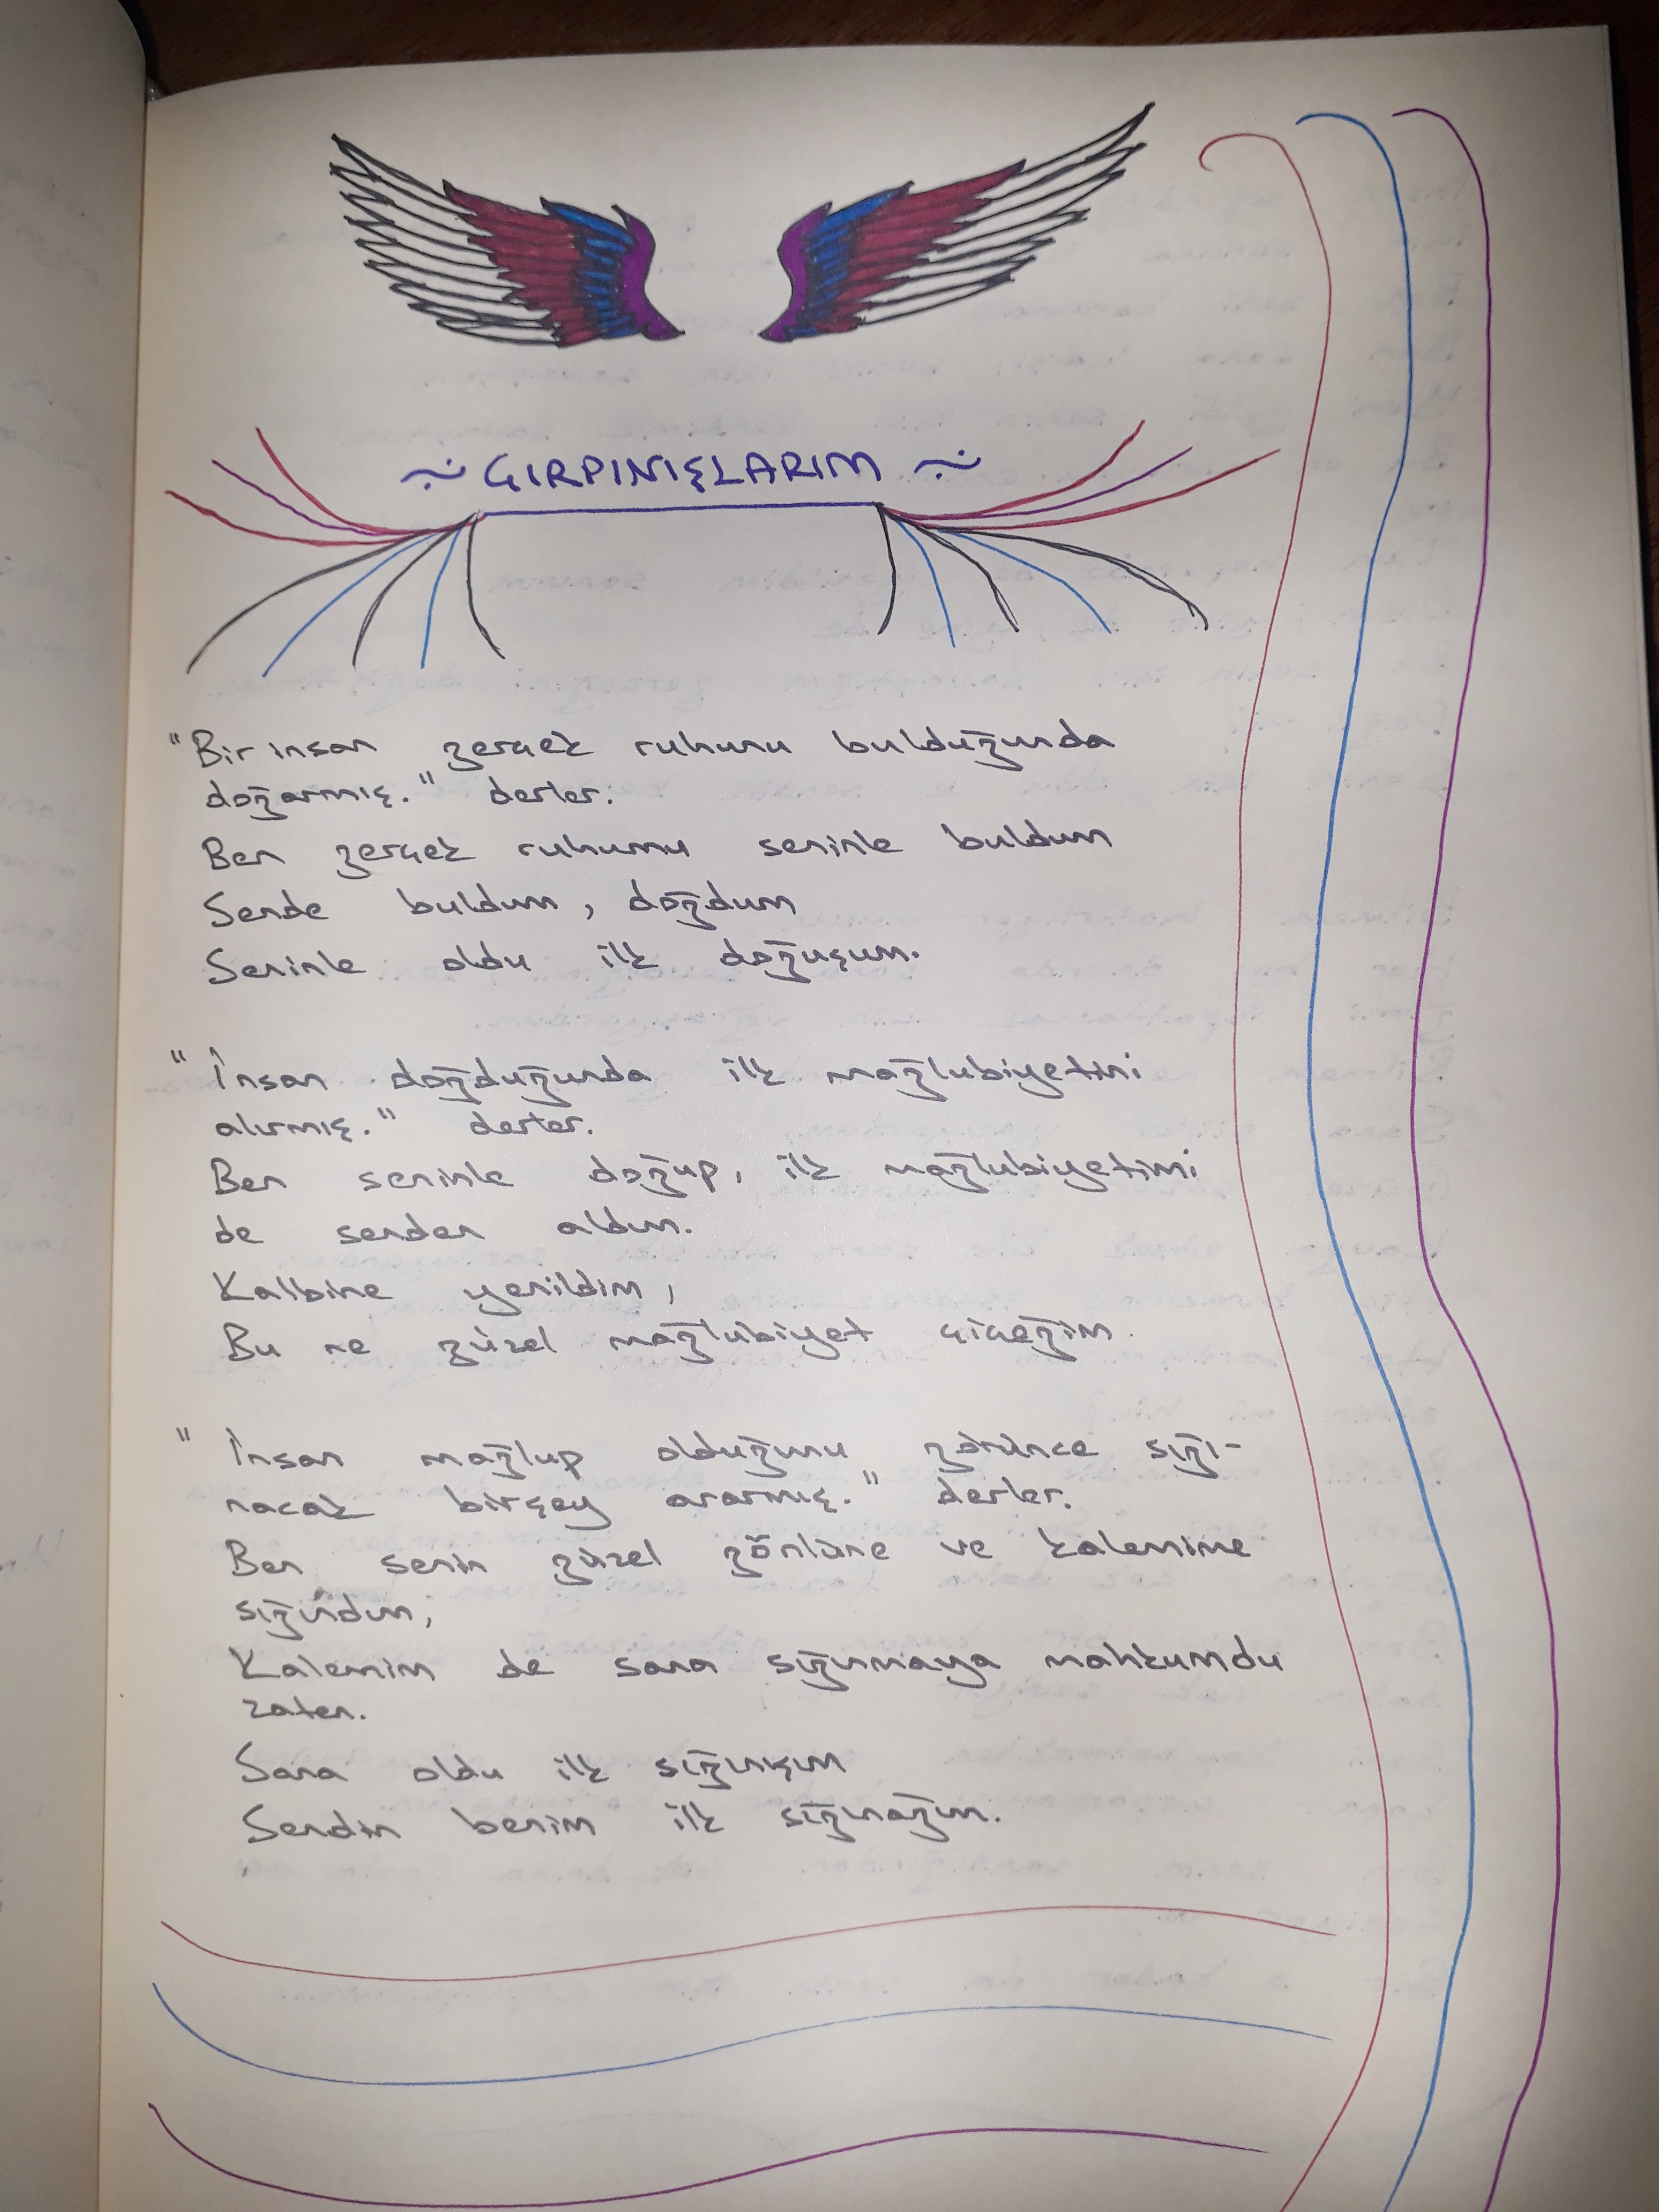 ~ ÇIRPINIŞLARIM ~
"Bir insan gerçek ruhunu bulduğunda
doğarmış." derler.
Ben gerçek ruhumu seninle buldum
Sende buldum, doğdum
Seninle oldu ilk doğuşum.
"İnsan doğduğunda ilk mağlubiyetini
alırmış." derler.
Ben seninle doğup, ilk mağlubiyetimi
de senden aldım.
Kalbine yenildim,
Bu ne güzel mağlubiyet çiçeğim.
"İnsan mağlup olduğunu görünce sığı-
nacak birşey ararmış." derler.
Ben senin güzel gönlüne ve kalemime
sığındım,
Kalemim de sana sığınmaya mahkumdu
zaten.
Sana oldu ilk sığınışım
Sendin benim ilk sığınağım.